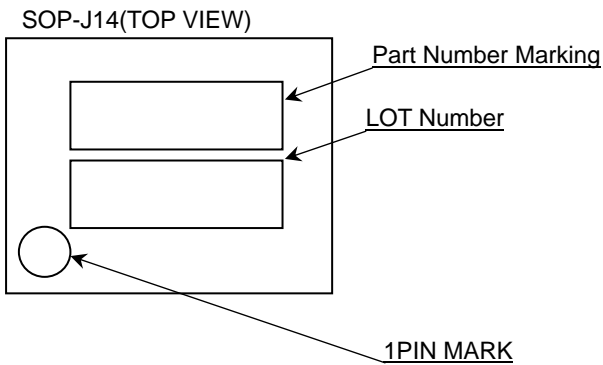 SOP-J14(TOP VIEW)
Part Number Marking
LOT Number
1PIN MARK